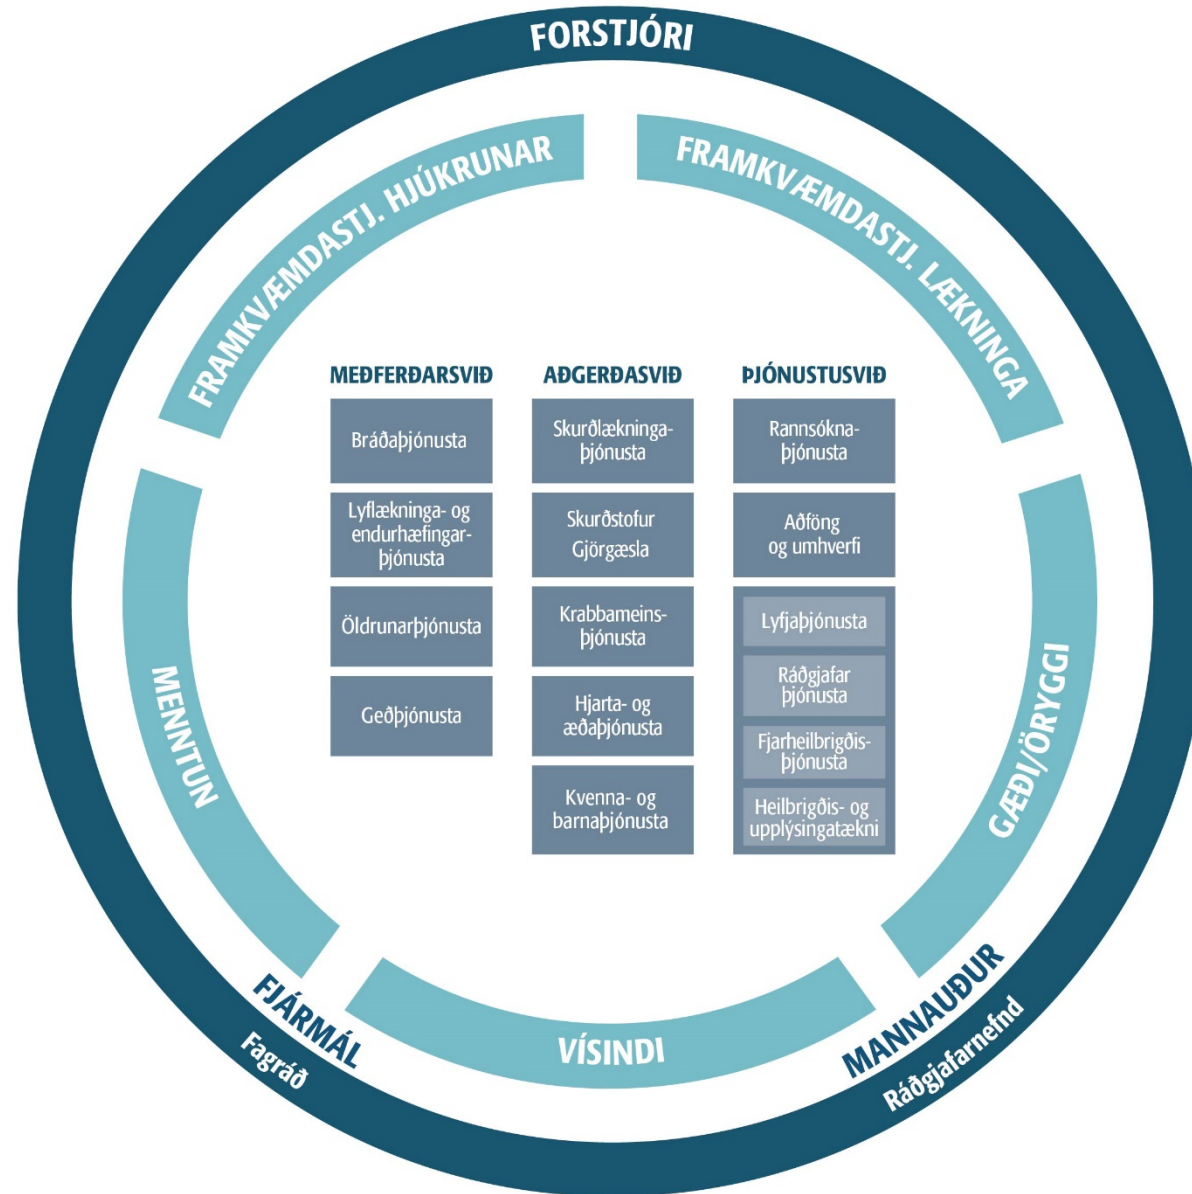 FORSTJÓRI
FRAMKVÆMDASTJ. HJÚKRUNAR
FRAMKVÆMDASTJ. LÆKNINGA
MEÐFERÐARSVIÐ
Bráðaþjónusta
Lyflækninga- og
endurhæfingar-
þjónusta
Öldrunarþjónusta
Geðþjónusta
AÐGERÐASVIÐ
Skurðlækninga-
þjónusta
Skurðstofur
Gjörgæsla
Krabbameins-
þjónusta
Hjarta- og
æðaþjónusta
Kvenna- og
barnaþjónusta
ÞJÓNUSTUSVIÐ
Rannsókna-
þjónusta
Aðföng
og umhverfi
Lyfjaþjónusta
Ráðgjafar
þjónusta
Fjarheilbrigðis-
þjónusta
Heilbrigðis- og
upplýsingatækni
MENNTUN
GÆÐI/ÖRYGGI
VÍSINDI
FJÁRMÁL
MANNAUÐUR
Fagráð
Ráðgjafarnefnd